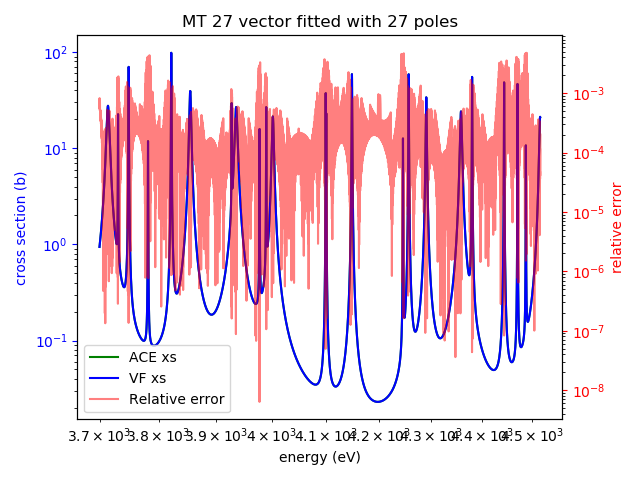 MT 27 vector fitted with 27 poles
10²
10¹
10⁰
10⁻¹
cross section (b)
10⁻³
10⁻⁴
10⁻⁵
10⁻⁶
10⁻⁷
10⁻⁸
relative error
ACE xs
VF xs
Relative error
3.7 × 10³ 3.8 × 10³ 3.9 × 10³ 4 × 10³ 4.1 × 10³ 4.2 × 10³ 4.3 × 10³ 4.4 × 10³ 4.5 × 10³
energy (eV)